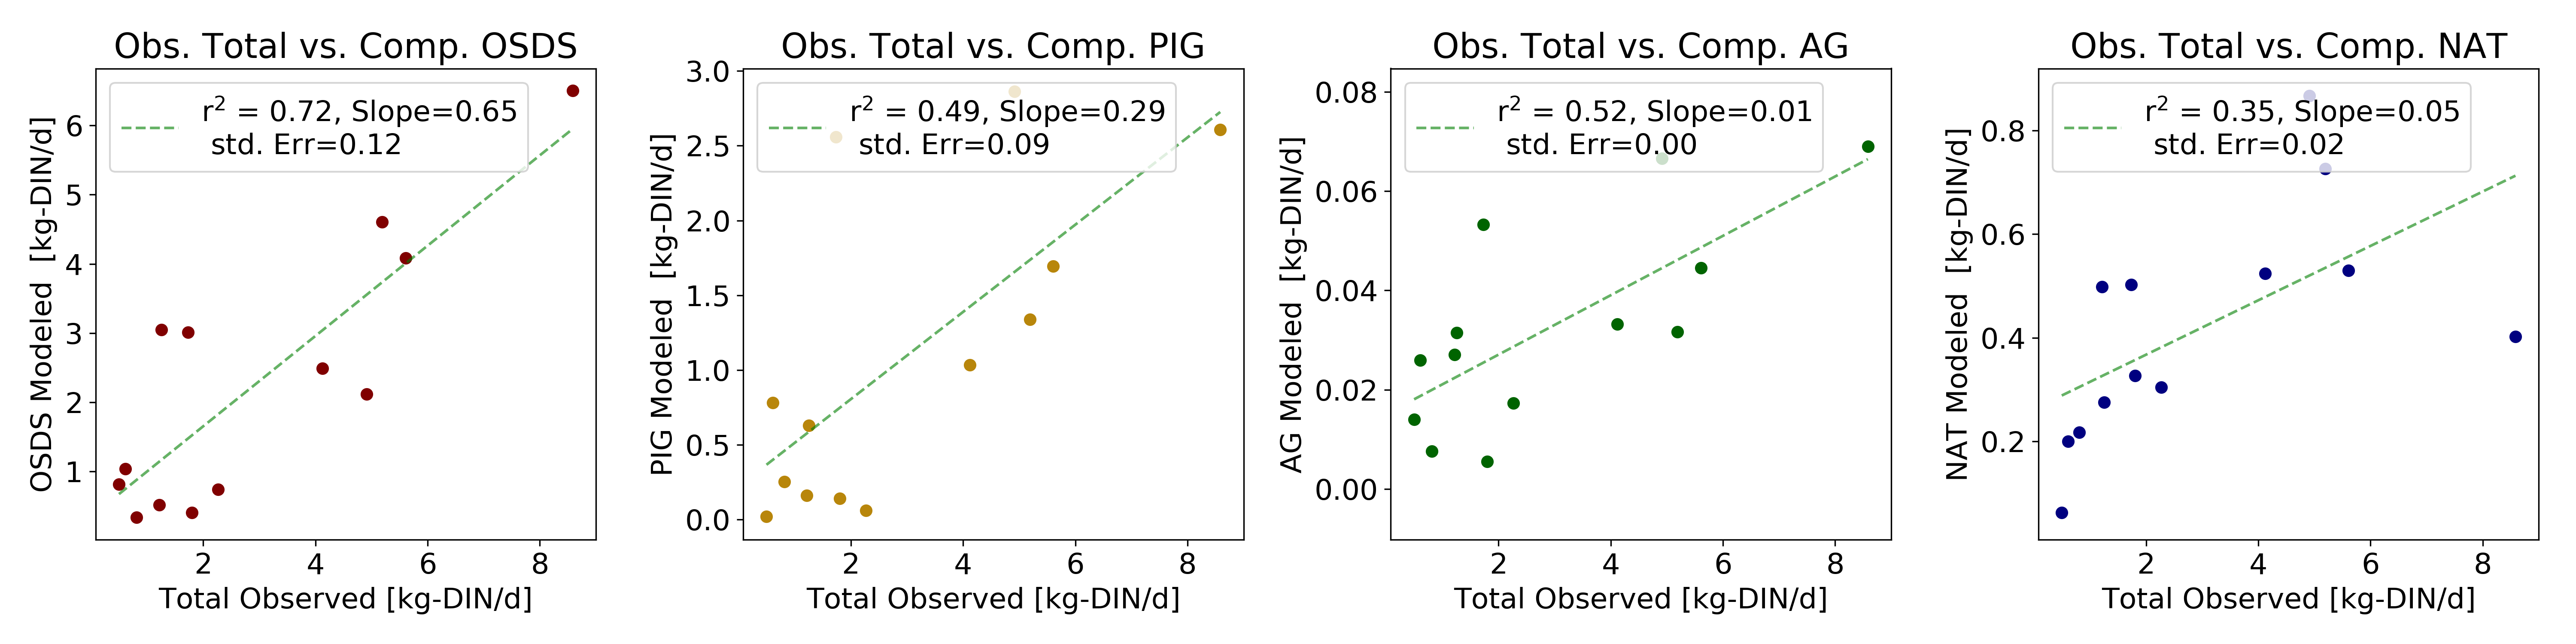 Obs. Total vs. Comp. OSDS
r² = 0.72, Slope=0.65
std. Err=0.12
6
5
4
3
2
1
OSDS Modeled [kg-DIN/d]
2 4 6 8
Total Observed [kg-DIN/d]
Obs. Total vs. Comp. PIG
r² = 0.49, Slope=0.29
std. Err=0.09
3.0
2.5
2.0
1.5
1.0
0.5
0.0
PIG Modeled [kg-DIN/d]
2 4 6 8
Total Observed [kg-DIN/d]
Obs. Total vs. Comp. AG
r² = 0.52, Slope=0.01
std. Err=0.00
0.08
0.06
0.04
0.02
0.00
AG Modeled [kg-DIN/d]
2 4 6 8
Total Observed [kg-DIN/d]
Obs. Total vs. Comp. NAT
r² = 0.35, Slope=0.05
std. Err=0.02
0.8
0.6
0.4
0.2
NAT Modeled [kg-DIN/d]
2 4 6 8
Total Observed [kg-DIN/d]